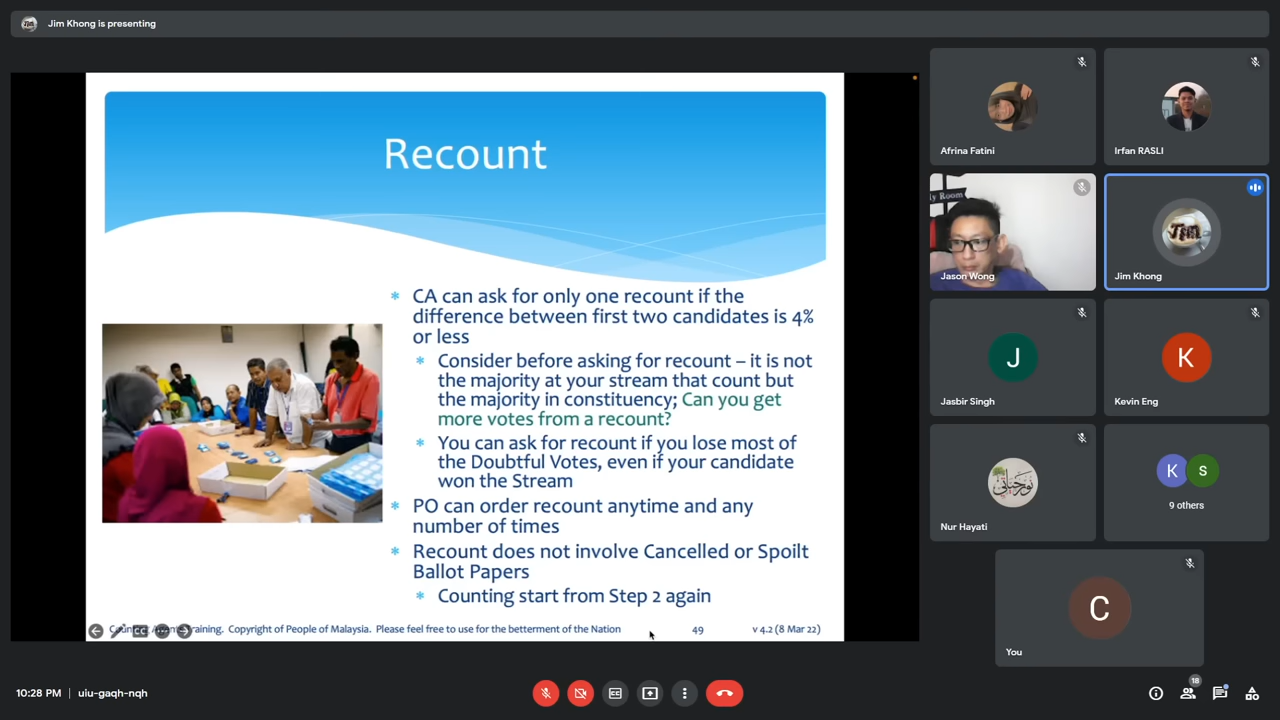 Jim Khong is presenting
Recount
* CA can ask for only one recount if the
difference between first two candidates is 4%
or less
* Consider before asking for recount – it is not
the majority at your stream that count but
the majority in constituency; Can you get
more votes from a recount?
* You can ask for recount if you lose most of
the Doubtful Votes, even if your candidate
won the Stream
* PO can order recount anytime and any
number of times
* Recount does not involve Cancelled or Spoilt
Ballot Papers
* Counting start from Step 2 again
Training. Copyright of People of Malaysia. Please feel free to use for the betterment of the Nation
49
v 4.2 (8 Mar 22)
Afrina Fatini
Irfan RASLI
ly Room
Jason Wong
Jim
Jim Khong
J
Jasbir Singh
K
Kevin Eng
Nur Hayati
K
S
9 others
C
You
10:28 PM | uiu-gaqh-nqh
18